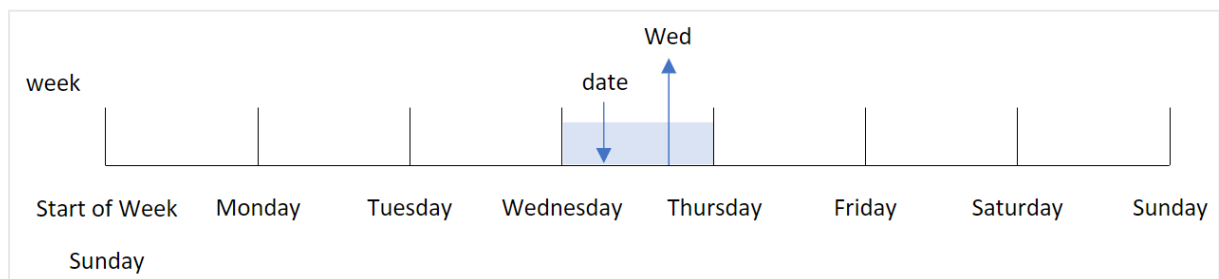 Wed
week
date
Start of Week Monday Tuesday Wednesday Thursday Friday Saturday Sunday
Sunday